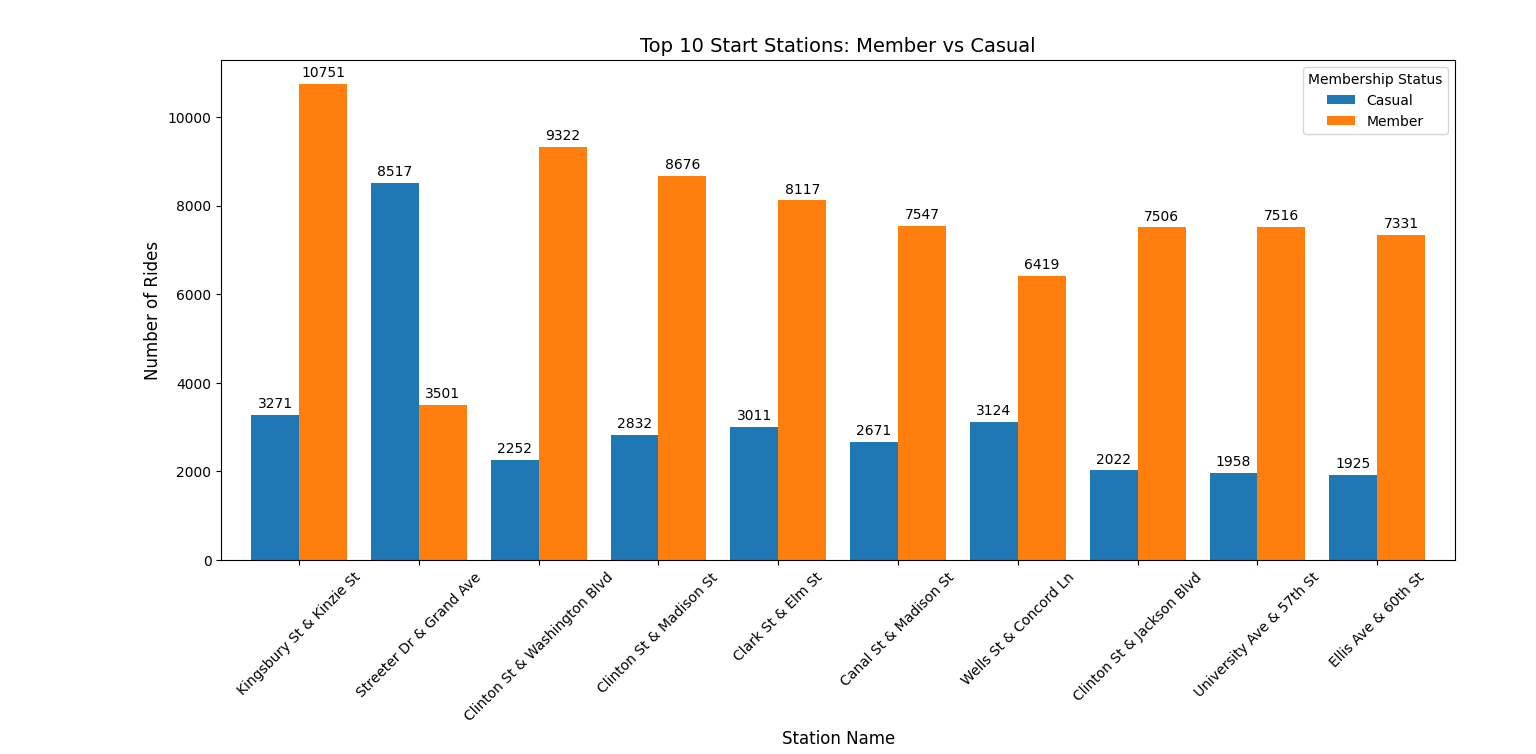 Top 10 Start Stations: Member vs Casual
Membership Status
Casual
Member
Number of Rides
10000
8000
6000
4000
2000
0
3271
10751
8517
3501
2252
9322
2832
8676
3011
8117
2671
7547
3124
6419
2022
7506
1958
7516
1925
7331
Kingsbury St & Kinzie St
Streeter Dr & Grand Ave
Clinton St & Washington Blvd
Clinton St & Madison St
Clark St & Elm St
Canal St & Madison St
Wells St & Concord Ln
Clinton St & Jackson Blvd
University Ave & 57th St
Ellis Ave & 60th St
Station Name